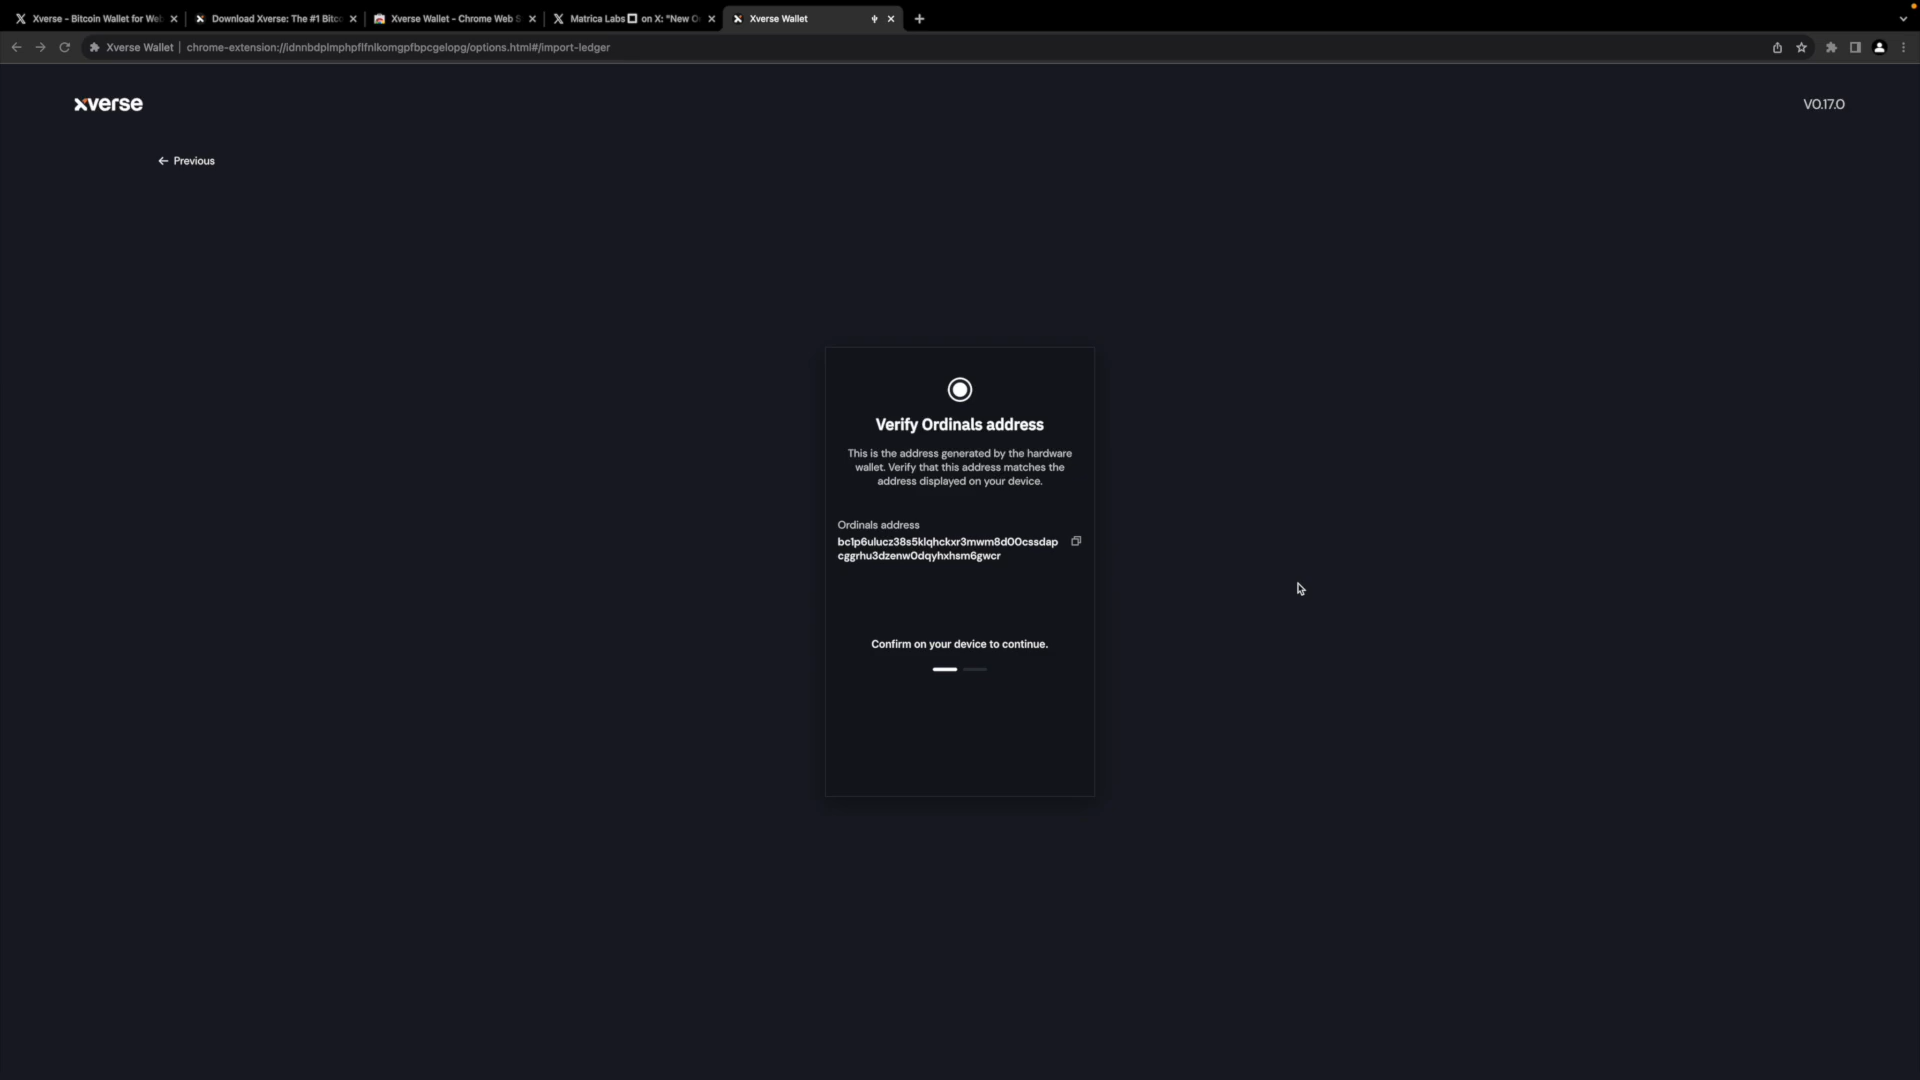 Xverse - Bitcoin Wallet for Web
Download Xverse: The #1 Bitco
Xverse Wallet - Chrome Web S
Matrica Labs on X: "New O
Xverse Wallet
Xverse Wallet | chrome-extension://idnnbdplmphpflfnlkomgpfbpcgelopg/options.html#/import-ledger
xverse
V0.17.0
← Previous
Verify Ordinals address
This is the address generated by the hardware
wallet. Verify that this address matches the
address displayed on your device.
Ordinals address
bc1p6ulucz38s5klqhckxr3mwm8d00cssdap
cggrhu3dzenw0dqyhxhsm6gwcr
Confirm on your device to continue.